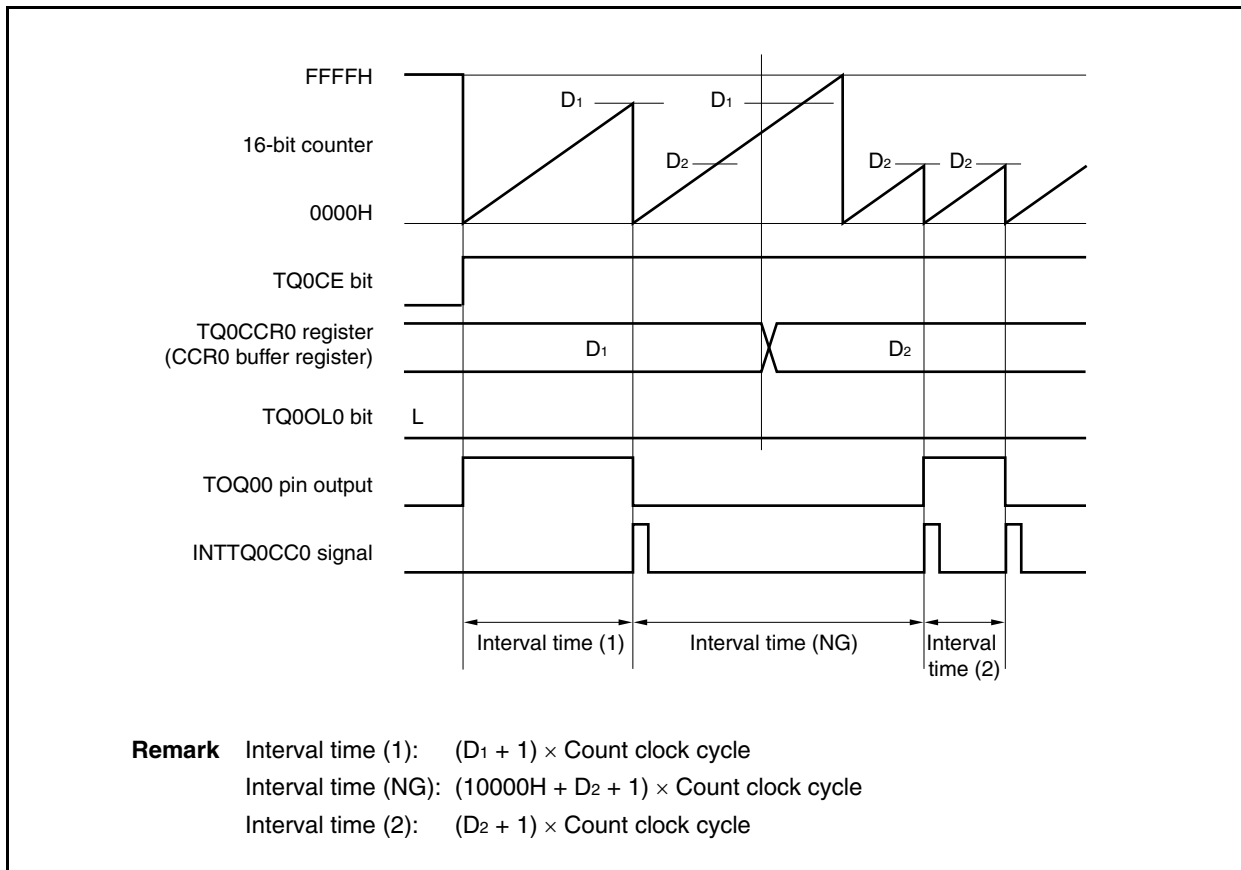 FFFFH
D1
D1
16-bit counter
D2
D2
D2
0000H
TQ0CE bit
TQ0CCR0 register
(CCR0 buffer register)
D1
D2
TQ0OL0 bit
L
TOQ00 pin output
INTTQ0CC0 signal
Interval time (1)
Interval time (NG)
Interval
time (2)
Remark Interval time (1): (D1 + 1) × Count clock cycle
Interval time (NG): (10000H + D2 + 1) × Count clock cycle
Interval time (2): (D2 + 1) × Count clock cycle